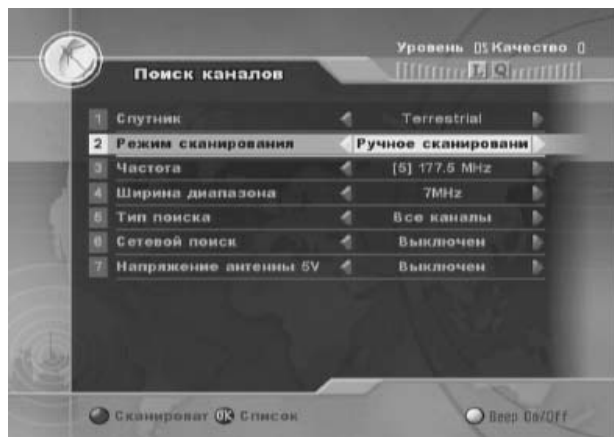 Уровень 0% Качество 0
Поиск каналов
L Q
1 Спутник Terrestrial
2 Режим сканирования Ручное сканировани
3 Частота [5] 177.5 MHz
4 Ширина диапазона 7MHz
5 Тип поиска Все каналы
6 Сетевой поиск Выключен
7 Напряжение антенны 5V Выключен
Сканироват OK Список Beep On/Off